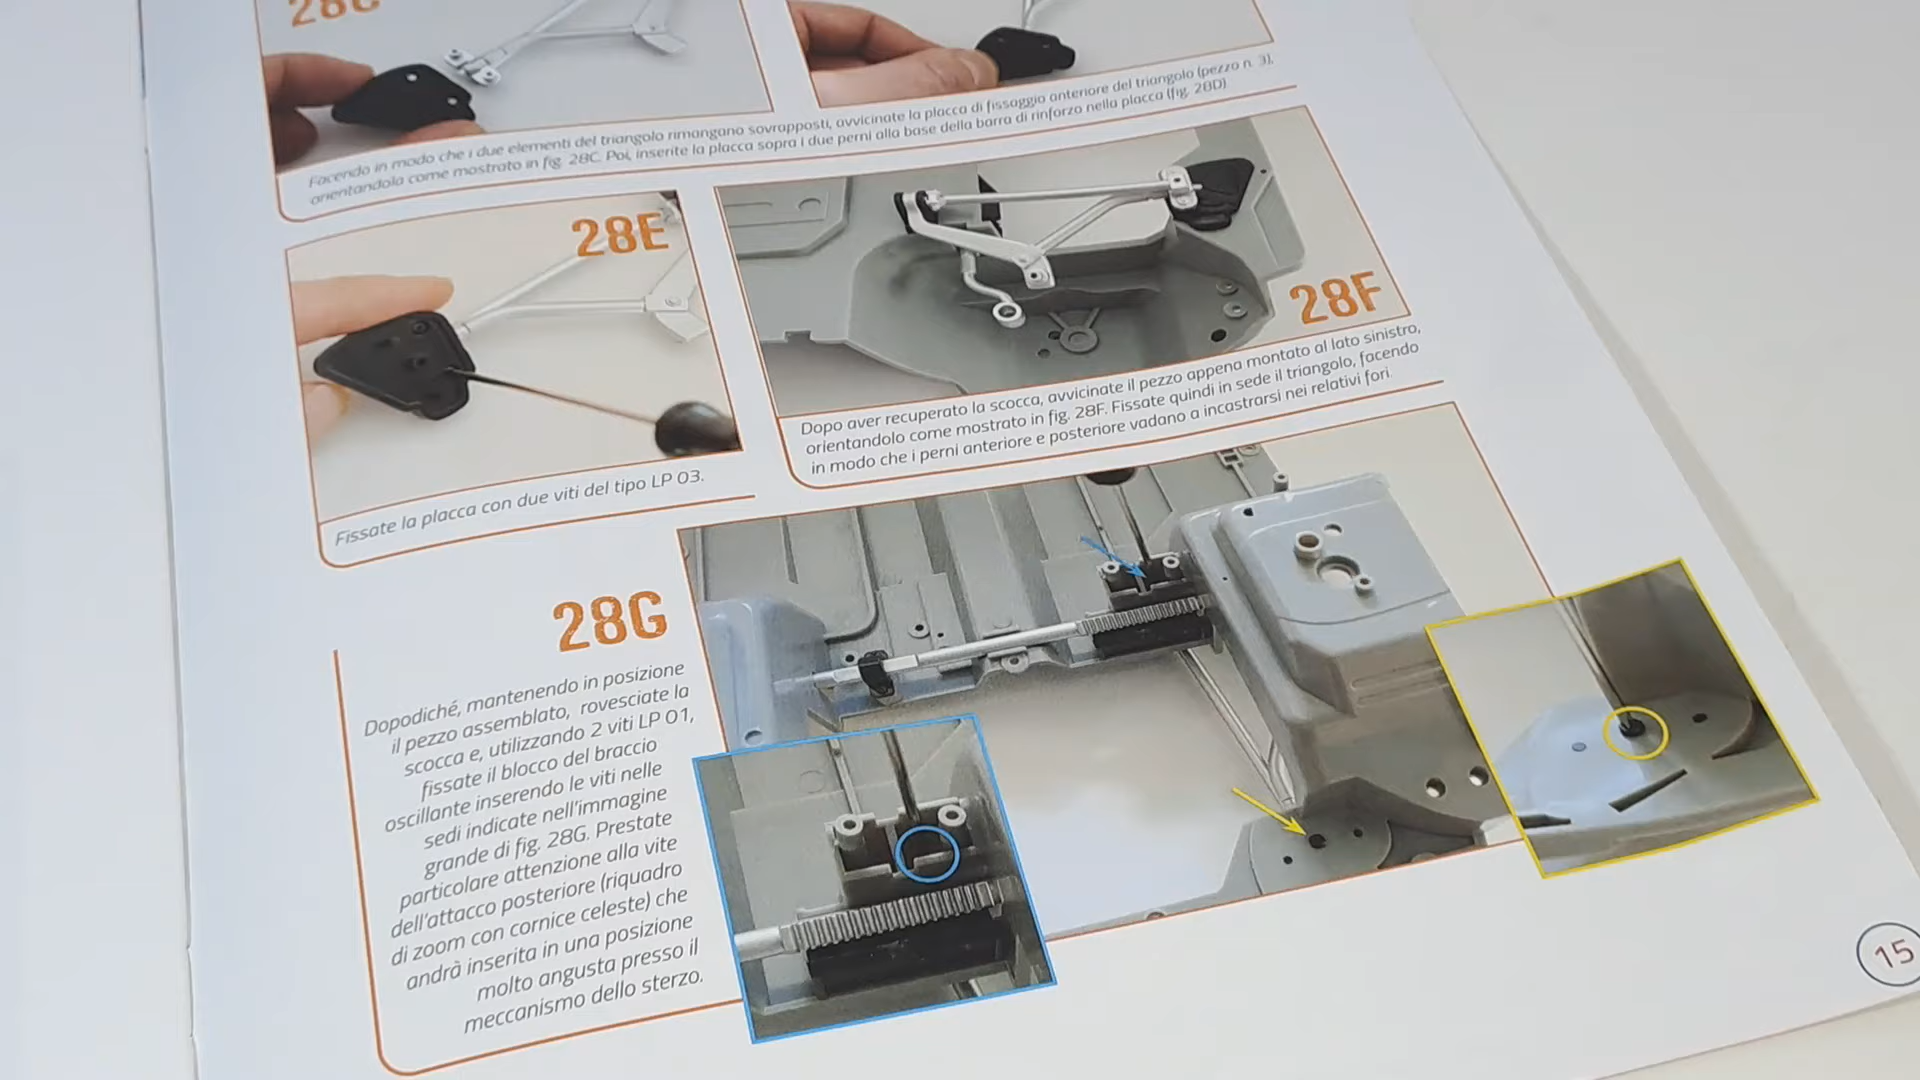 28C
Facendo in modo che i due elementi del triangolo rimangano sovrapposti, avvicinate la placca di fissaggio anteriore del triangolo (pezzo n. 3),
orientandola come mostrato in fig. 28C. Poi, inserite la placca sopra i due perni alla base della barra di rinforzo nella placca (fig. 28D)
28E
Fissate la placca con due viti del tipo LP 03.
28F
Dopo aver recuperato la scocca, avvicinate il pezzo appena montato al lato sinistro,
orientandolo come mostrato in fig. 28F. Fissate quindi in sede il triangolo, facendo
in modo che i perni anteriore e posteriore vadano a incastrarsi nei relativi fori.
28G
Dopodiché, mantenendo in posizione
il pezzo assemblato, rovesciate la
scocca e, utilizzando 2 viti LP 01,
fissate il blocco del braccio
oscillante inserendo le viti nelle
sedi indicate nell'immagine
grande di fig. 28G. Prestate
particolare attenzione alla vite
dell'attacco posteriore (riquadro
di zoom con cornice celeste) che
andrà inserita in una posizione
molto angusta presso il
meccanismo dello sterzo.
15